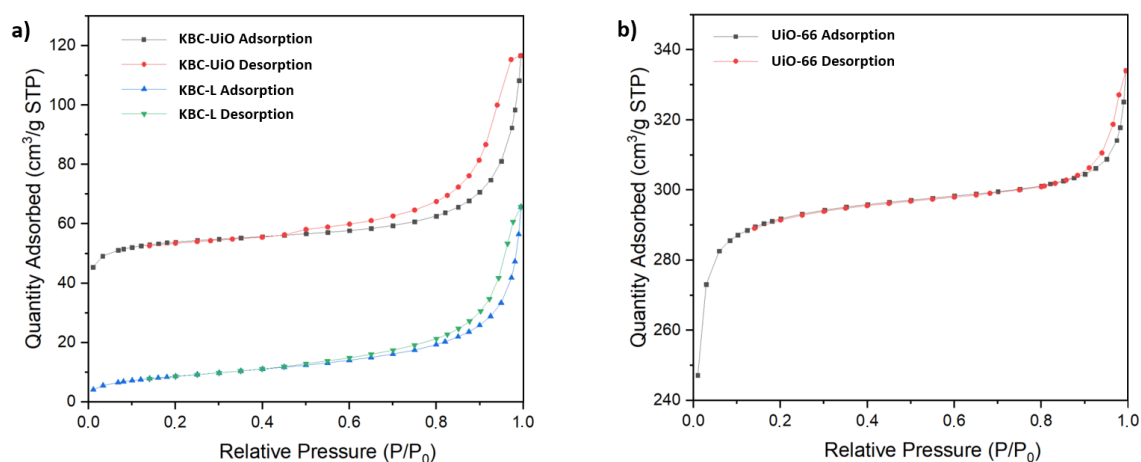 a)
KBC-UiO Adsorption
KBC-UiO Desorption
KBC-L Adsorption
KBC-L Desorption
Quantity Adsorbed (cm³/g STP)
120
100
80
60
40
20
0
0.0 0.2 0.4 0.6 0.8 1.0
Relative Pressure (P/P₀)
b)
UiO-66 Adsorption
UiO-66 Desorption
Quantity Adsorbed (cm³/g STP)
340
320
300
280
260
240
0.0 0.2 0.4 0.6 0.8 1.0
Relative Pressure (P/P₀)